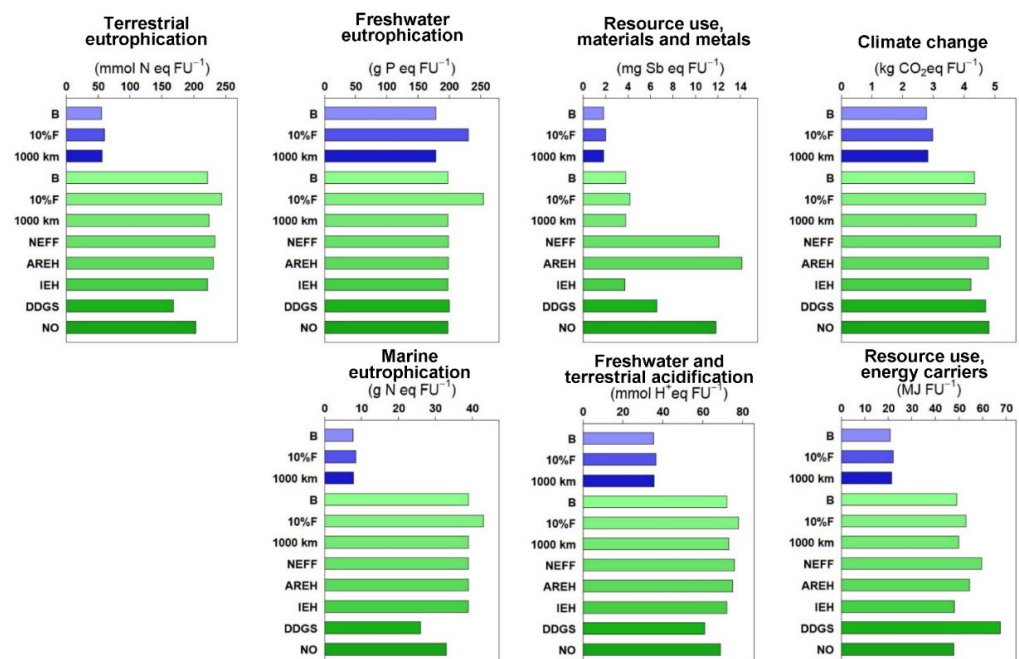 Terrestrial
eutrophication
(mmol N eq FU⁻¹)
0 50 100 150 200 250
B
10%F
1000 km
B
10%F
1000 km
NEFF
AREH
IEH
DDGS
NO
Freshwater
eutrophication
(g P eq FU⁻¹)
0 50 100 150 200 250
B
10%F
1000 km
B
10%F
1000 km
NEFF
AREH
IEH
DDGS
NO
Resource use,
materials and metals
(mg Sb eq FU⁻¹)
0 2 4 6 8 10 12 14
B
10%F
1000 km
B
10%F
1000 km
NEFF
AREH
IEH
DDGS
NO
Climate change
(kg CO₂eq FU⁻¹)
0 1 2 3 4 5
B
10%F
1000 km
B
10%F
1000 km
NEFF
AREH
IEH
DDGS
NO
Marine
eutrophication
(g N eq FU⁻¹)
0 10 20 30 40
B
10%F
1000 km
B
10%F
1000 km
NEFF
AREH
IEH
DDGS
NO
Freshwater and
terrestrial acidification
(mmol H⁺eq FU⁻¹)
0 20 40 60 80
B
10%F
1000 km
B
10%F
1000 km
NEFF
AREH
IEH
DDGS
NO
Resource use,
energy carriers
(MJ FU⁻¹)
0 10 20 30 40 50 60 70
B
10%F
1000 km
B
10%F
1000 km
NEFF
AREH
IEH
DDGS
NO